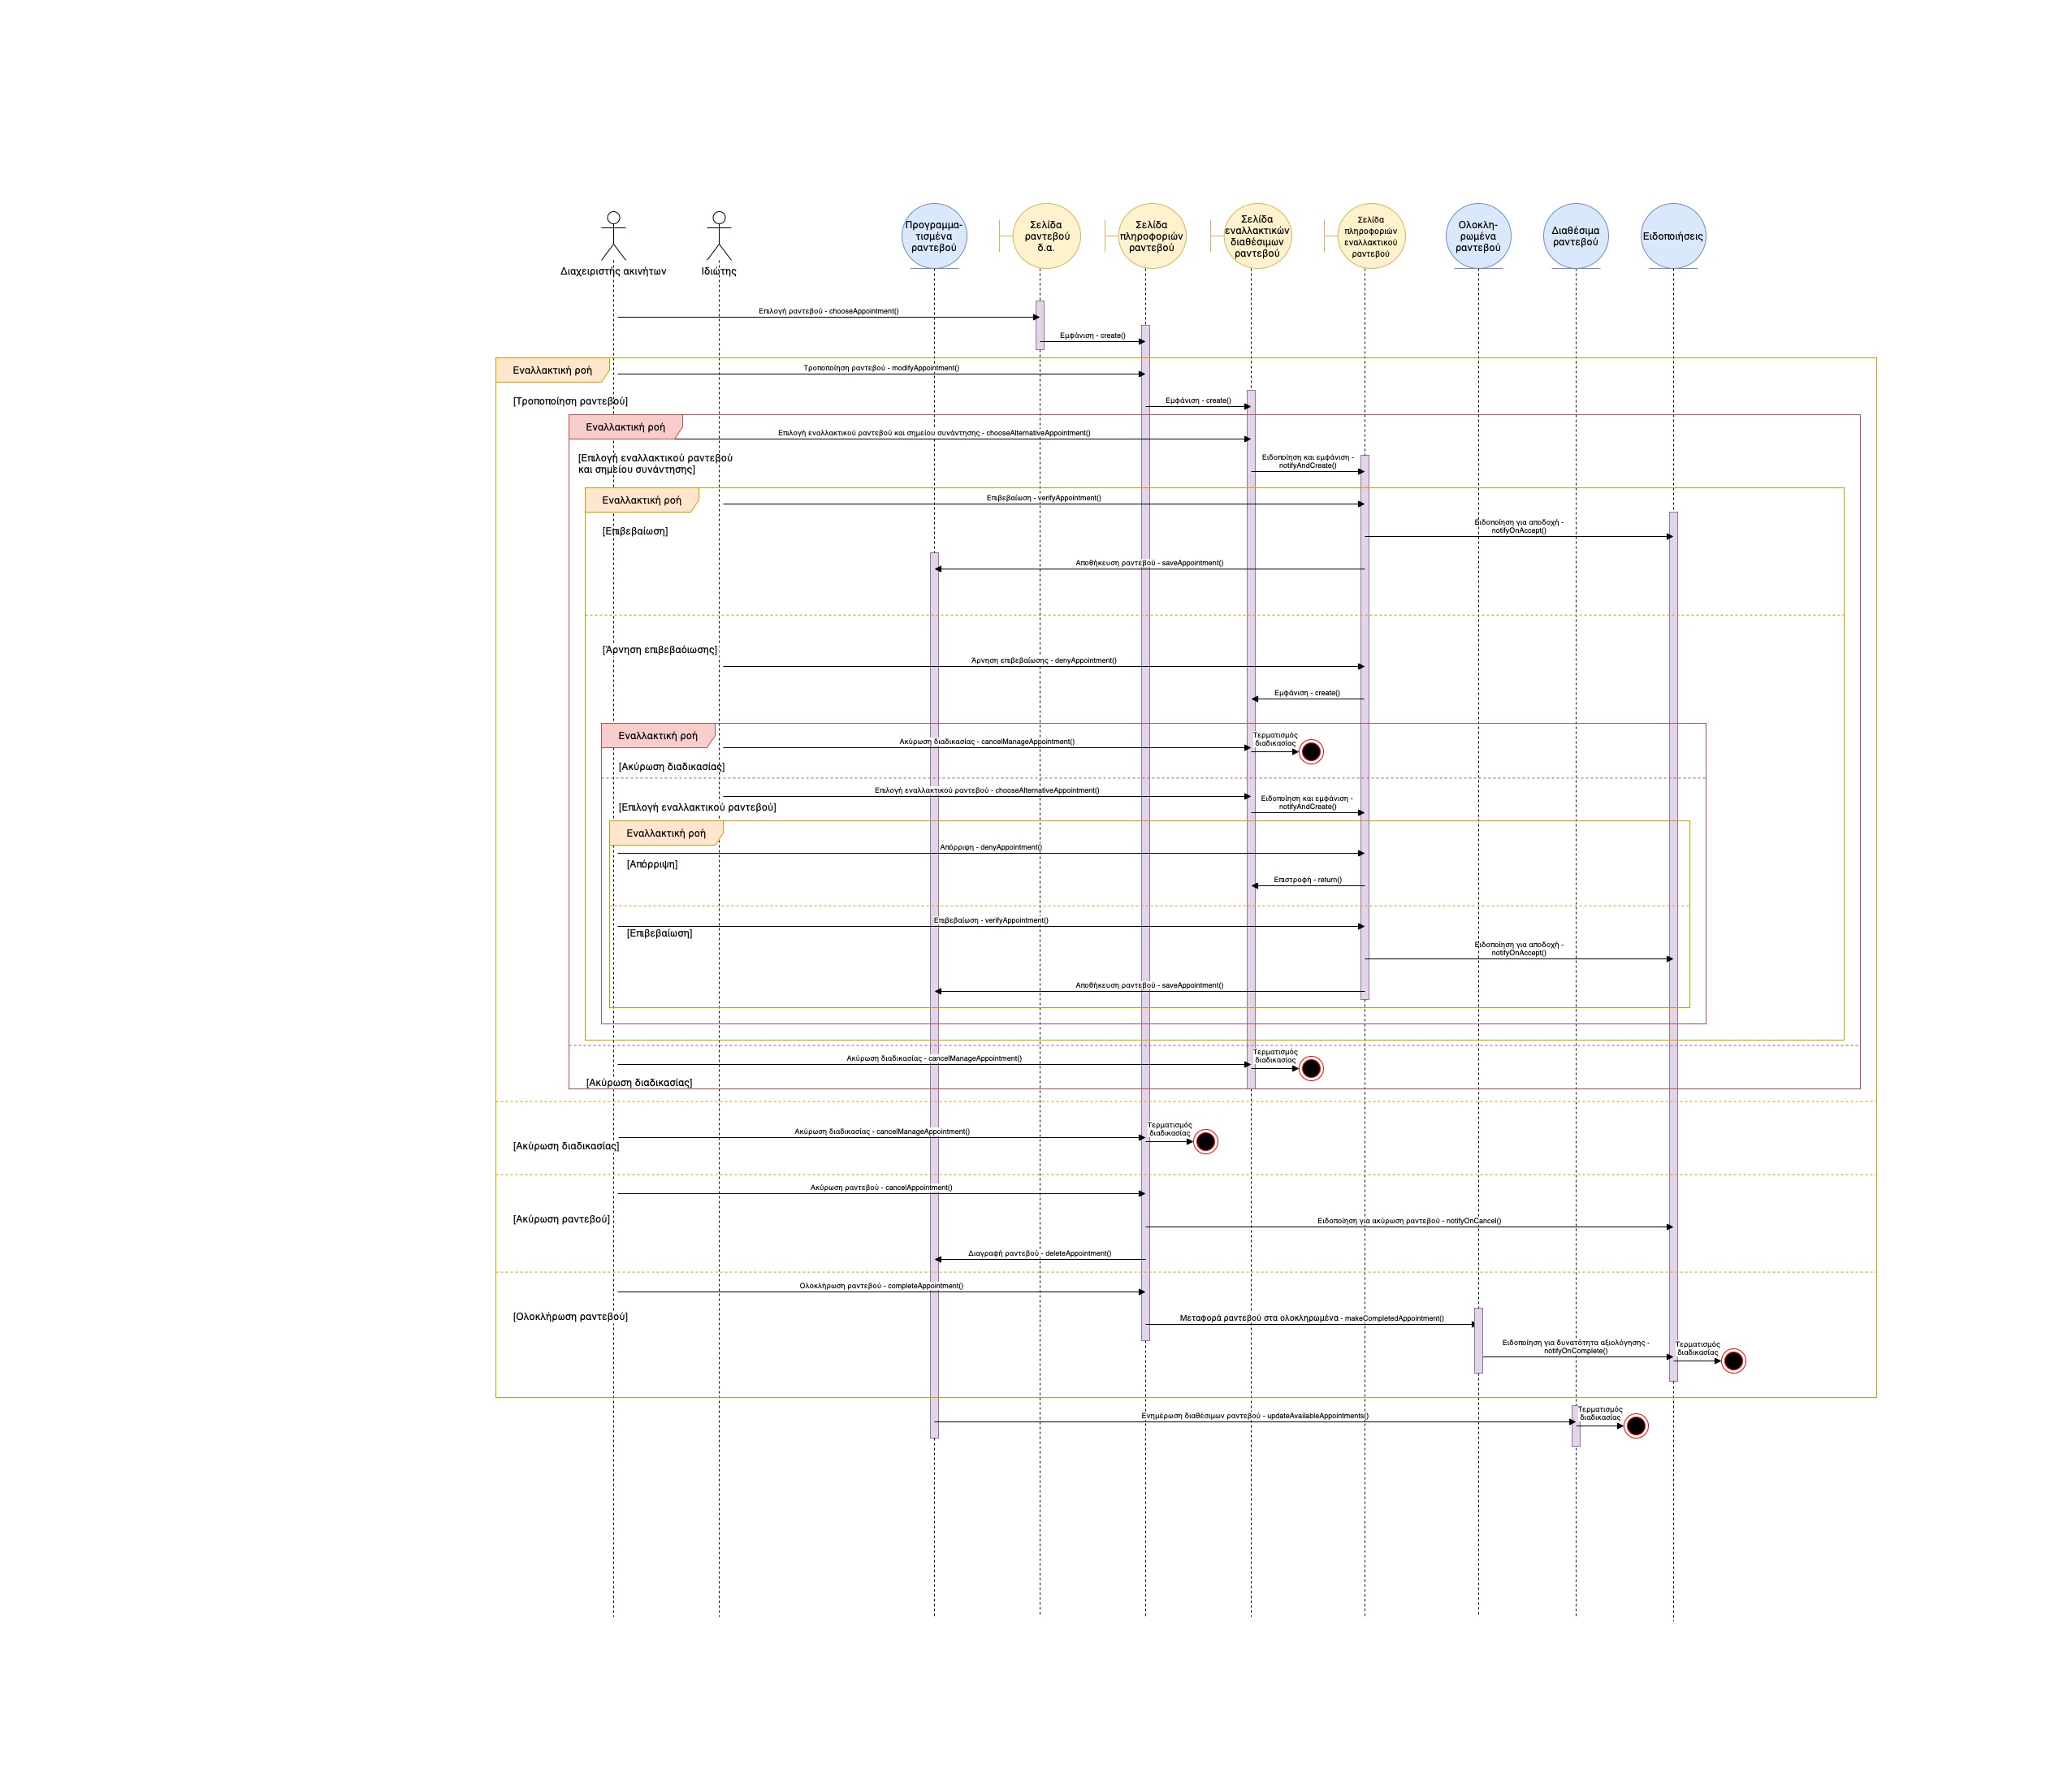 Διαχειριστής ακινήτων
Ιδιώτης
Προγραμμα-
τισμένα
ραντεβού
Σελίδα
ραντεβού
δ.α.
Σελίδα
πληροφοριών
ραντεβού
Σελίδα
εναλλακτικών
διαθέσιμων
ραντεβού
Σελίδα
πληροφοριών
εναλλακτικού
ραντεβού
Ολοκλη-
ρωμένα
ραντεβού
Διαθέσιμα
ραντεβού
Ειδοποιήσεις
Επιλογή ραντεβού - chooseAppointment()
Εμφάνιση - create()
Εναλλακτική ροή
Τροποποίηση ραντεβού - modifyAppointment()
[Τροποποίηση ραντεβού]
Εμφάνιση - create()
Εναλλακτική ροή
Επιλογή εναλλακτικού ραντεβού και σημείου συνάντησης - chooseAlternativeAppointment()
[Επιλογή εναλλακτικού ραντεβού
και σημείου συνάντησης]
Ειδοποίηση και εμφάνιση -
notifyAndCreate()
Εναλλακτική ροή
Επιβεβαίωση - verifyAppointment()
[Επιβεβαίωση]
Ειδοποίηση για αποδοχή -
notifyOnAccept()
Αποθήκευση ραντεβού - saveAppointment()
[Άρνηση επιβεβαόιωσης]
Άρνηση επιβεβαίωσης - denyAppointment()
Εμφάνιση - create()
Εναλλακτική ροή
Ακύρωση διαδικασίας - cancelManageAppointment()
Τερματισμός
διαδικασίας
[Ακύρωση διαδικασίας]
Επιλογή εναλλακτικού ραντεβού - chooseAlternativeAppointment()
[Επιλογή εναλλακτικού ραντεβού]
Ειδοποίηση και εμφάνιση -
notifyAndCreate()
Εναλλακτική ροή
Απόρριψη - denyAppointment()
[Απόρριψη]
Επιστροφή - return()
Επιβεβαίωση - verifyAppointment()
[Επιβεβαίωση]
Ειδοποίηση για αποδοχή -
notifyOnAccept()
Αποθήκευση ραντεβού - saveAppointment()
Ακύρωση διαδικασίας - cancelManageAppointment()
Τερματισμός
διαδικασίας
[Ακύρωση διαδικασίας]
Ακύρωση διαδικασίας - cancelManageAppointment()
Τερματισμός
διαδικασίας
[Ακύρωση διαδικασίας]
Ακύρωση ραντεβού - cancelAppointment()
[Ακύρωση ραντεβού]
Ειδοποίηση για ακύρωση ραντεβού - notifyOnCancel()
Διαγραφή ραντεβού - deleteAppointment()
Ολοκλήρωση ραντεβού - completeAppointment()
[Ολοκλήρωση ραντεβού]
Μεταφορά ραντεβού στα ολοκληρωμένα - makeCompletedAppointment()
Ειδοποίηση για δυνατότητα αξιολόγησης -
notifyOnComplete()
Τερματισμός
διαδικασίας
Ενημέρωση διαθέσιμων ραντεβού - updateAvailableAppointments()
Τερματισμός
διαδικασίας